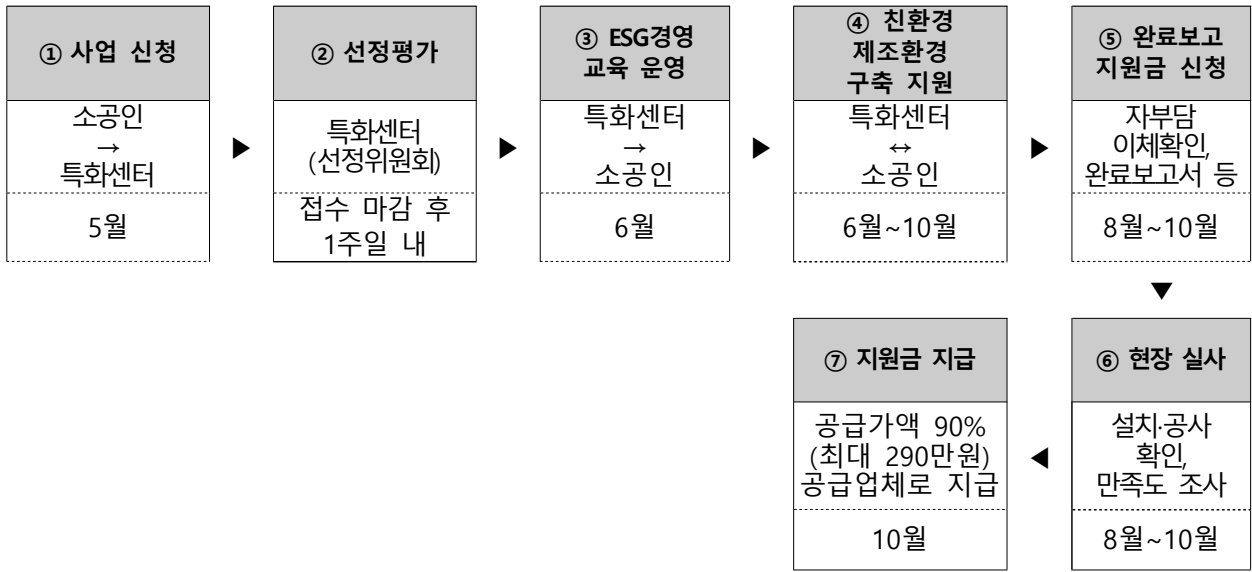 ① 사업 신청
소공인
→
특화센터
5월
▶
② 선정평가
특화센터
(선정위원회)
접수 마감 후
1주일 내
▶
③ ESG경영
교육 운영
특화센터
→
소공인
6월
▶
④ 친환경
제조환경
구축 지원
특화센터
↔
소공인
6월~10월
▶
⑤ 완료보고
지원금 신청
자부담
이체확인,
완료보고서 등
8월~10월
▼
⑥ 현장 실사
설치·공사
확인,
만족도 조사
8월~10월
◀
⑦ 지원금 지급
공급가액 90%
(최대 290만원)
공급업체로 지급
10월